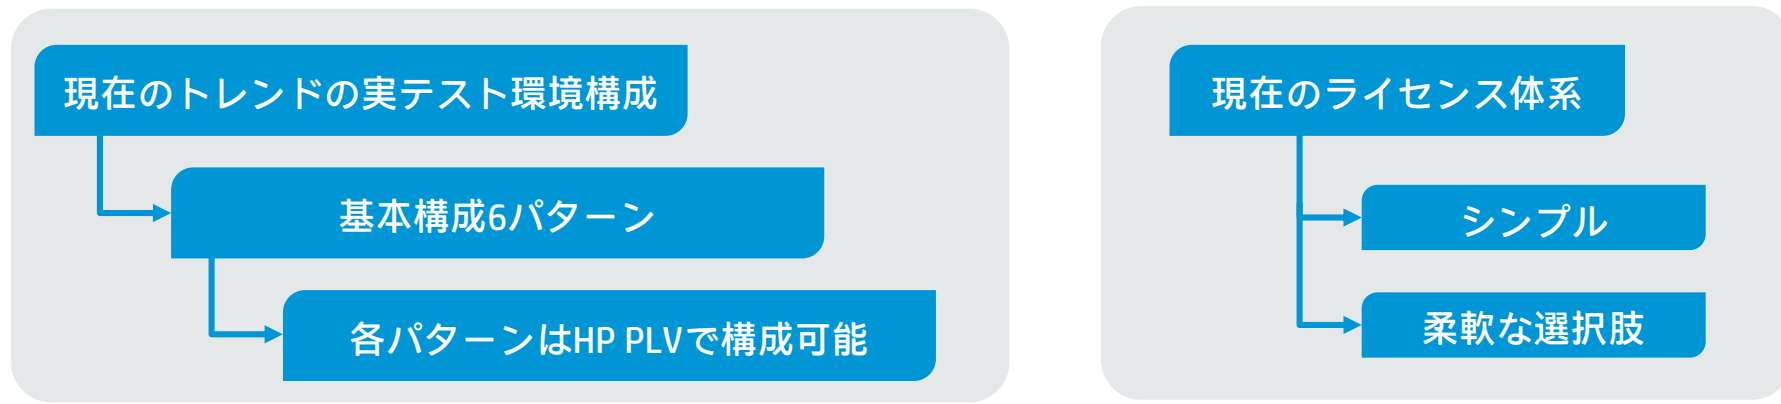 現在のトレンドの実テスト環境構成
基本構成6パターン
各パターンはHP PLVで構成可能
現在のライセンス体系
シンプル
柔軟な選択肢